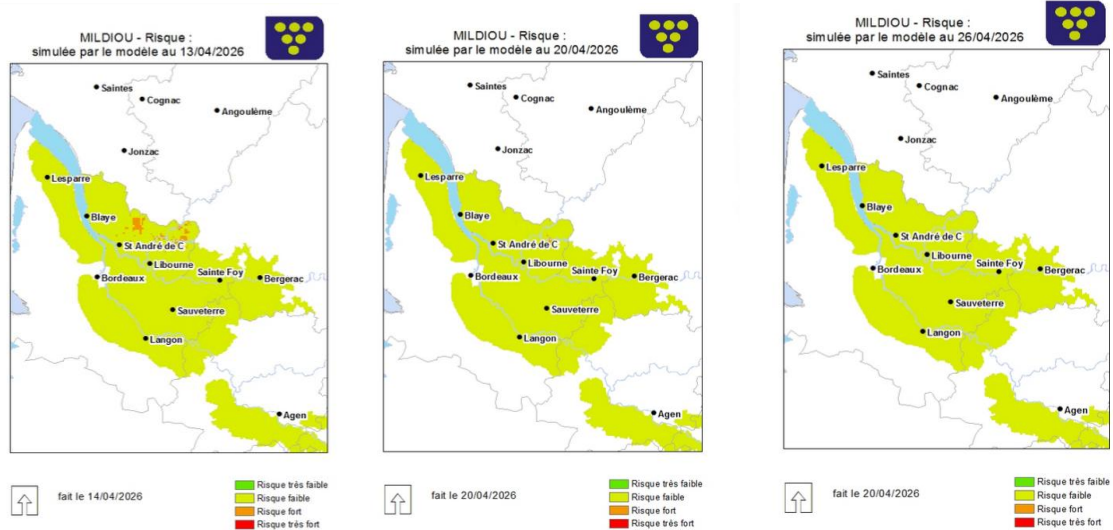 MILDIOU - Risque :
simulée par le modèle au 13/04/2026
Saintes
Cognac
Angoulème
Jonzac
Lesparre
Blaye
St André de C
Libourne
Sainte Foy
Bordeaux
Bergerac
Sauveterre
Langon
Agen
fait le 14/04/2026
Risque très faible
Risque faible
Risque fort
Risque très fort
MILDIOU - Risque :
simulée par le modèle au 20/04/2026
Saintes
Cognac
Angoulème
Jonzac
Lesparre
Blaye
St André de C
Libourne
Sainte Foy
Bordeaux
Bergerac
Sauveterre
Langon
Agen
fait le 20/04/2026
Risque très faible
Risque faible
Risque fort
Risque très fort
MILDIOU - Risque :
simulée par le modèle au 26/04/2026
Saintes
Cognac
Angoulème
Jonzac
Lesparre
Blaye
St André de C
Libourne
Sainte Foy
Bordeaux
Bergerac
Sauveterre
Langon
Agen
fait le 20/04/2026
Risque très faible
Risque faible
Risque fort
Risque très fort